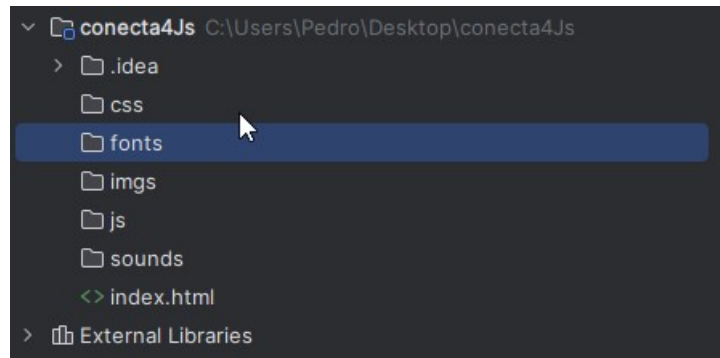 conecta4Js C:\Users\Pedro\Desktop\conecta4Js
.idea
css
fonts
imgs
js
sounds
<> index.html
External Libraries